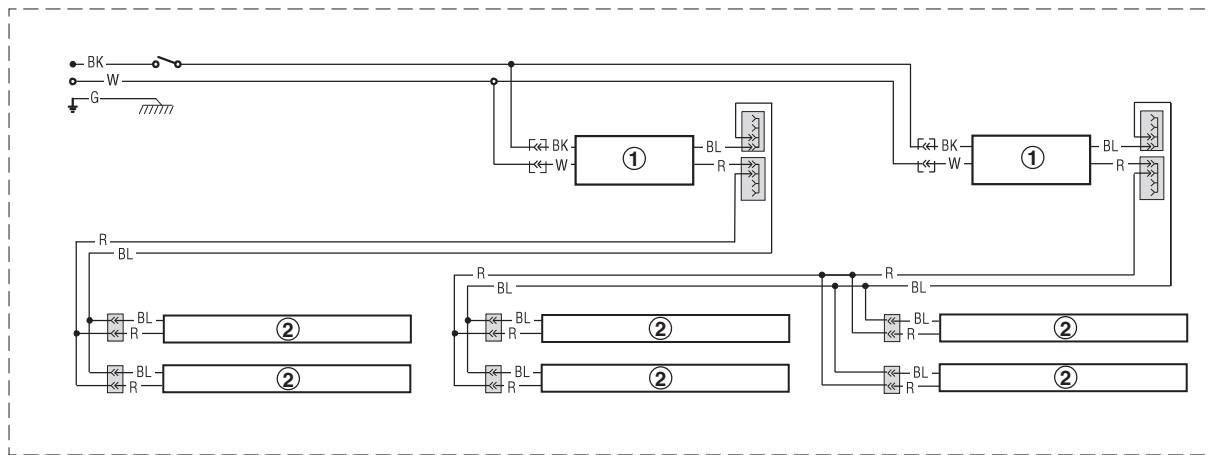 BK
W
G
BK ① BL BK ① BL
W R W R
R
BL
R R
BL BL
BL ② BL ② BL ②
R R R
BL ② BL ② BL ②
R R R